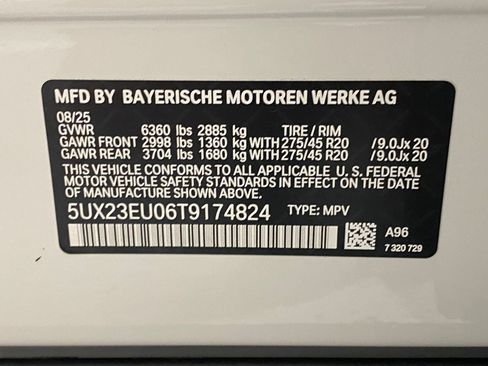 MFD BY BAYERISCHE MOTOREN WERKE AG
08/25
GVWR 6360 lbs 2885 kg TIRE / RIM
GAWR FRONT 2998 lbs 1360 kg WITH 275/45 R20 /9.0Jx 20
GAWR REAR 3704 lbs 1680 kg WITH 275/45 R20 /9.0Jx 20
THIS VEHICLE CONFORMS TO ALL APPLICABLE U.S. FEDERAL
MOTOR VEHICLE SAFETY STANDARDS IN EFFECT ON THE
DATE OF MANUFACTURE SHOWN ABOVE.
5UX23EU06T9174824 TYPE: MPV
A96
7 320 729